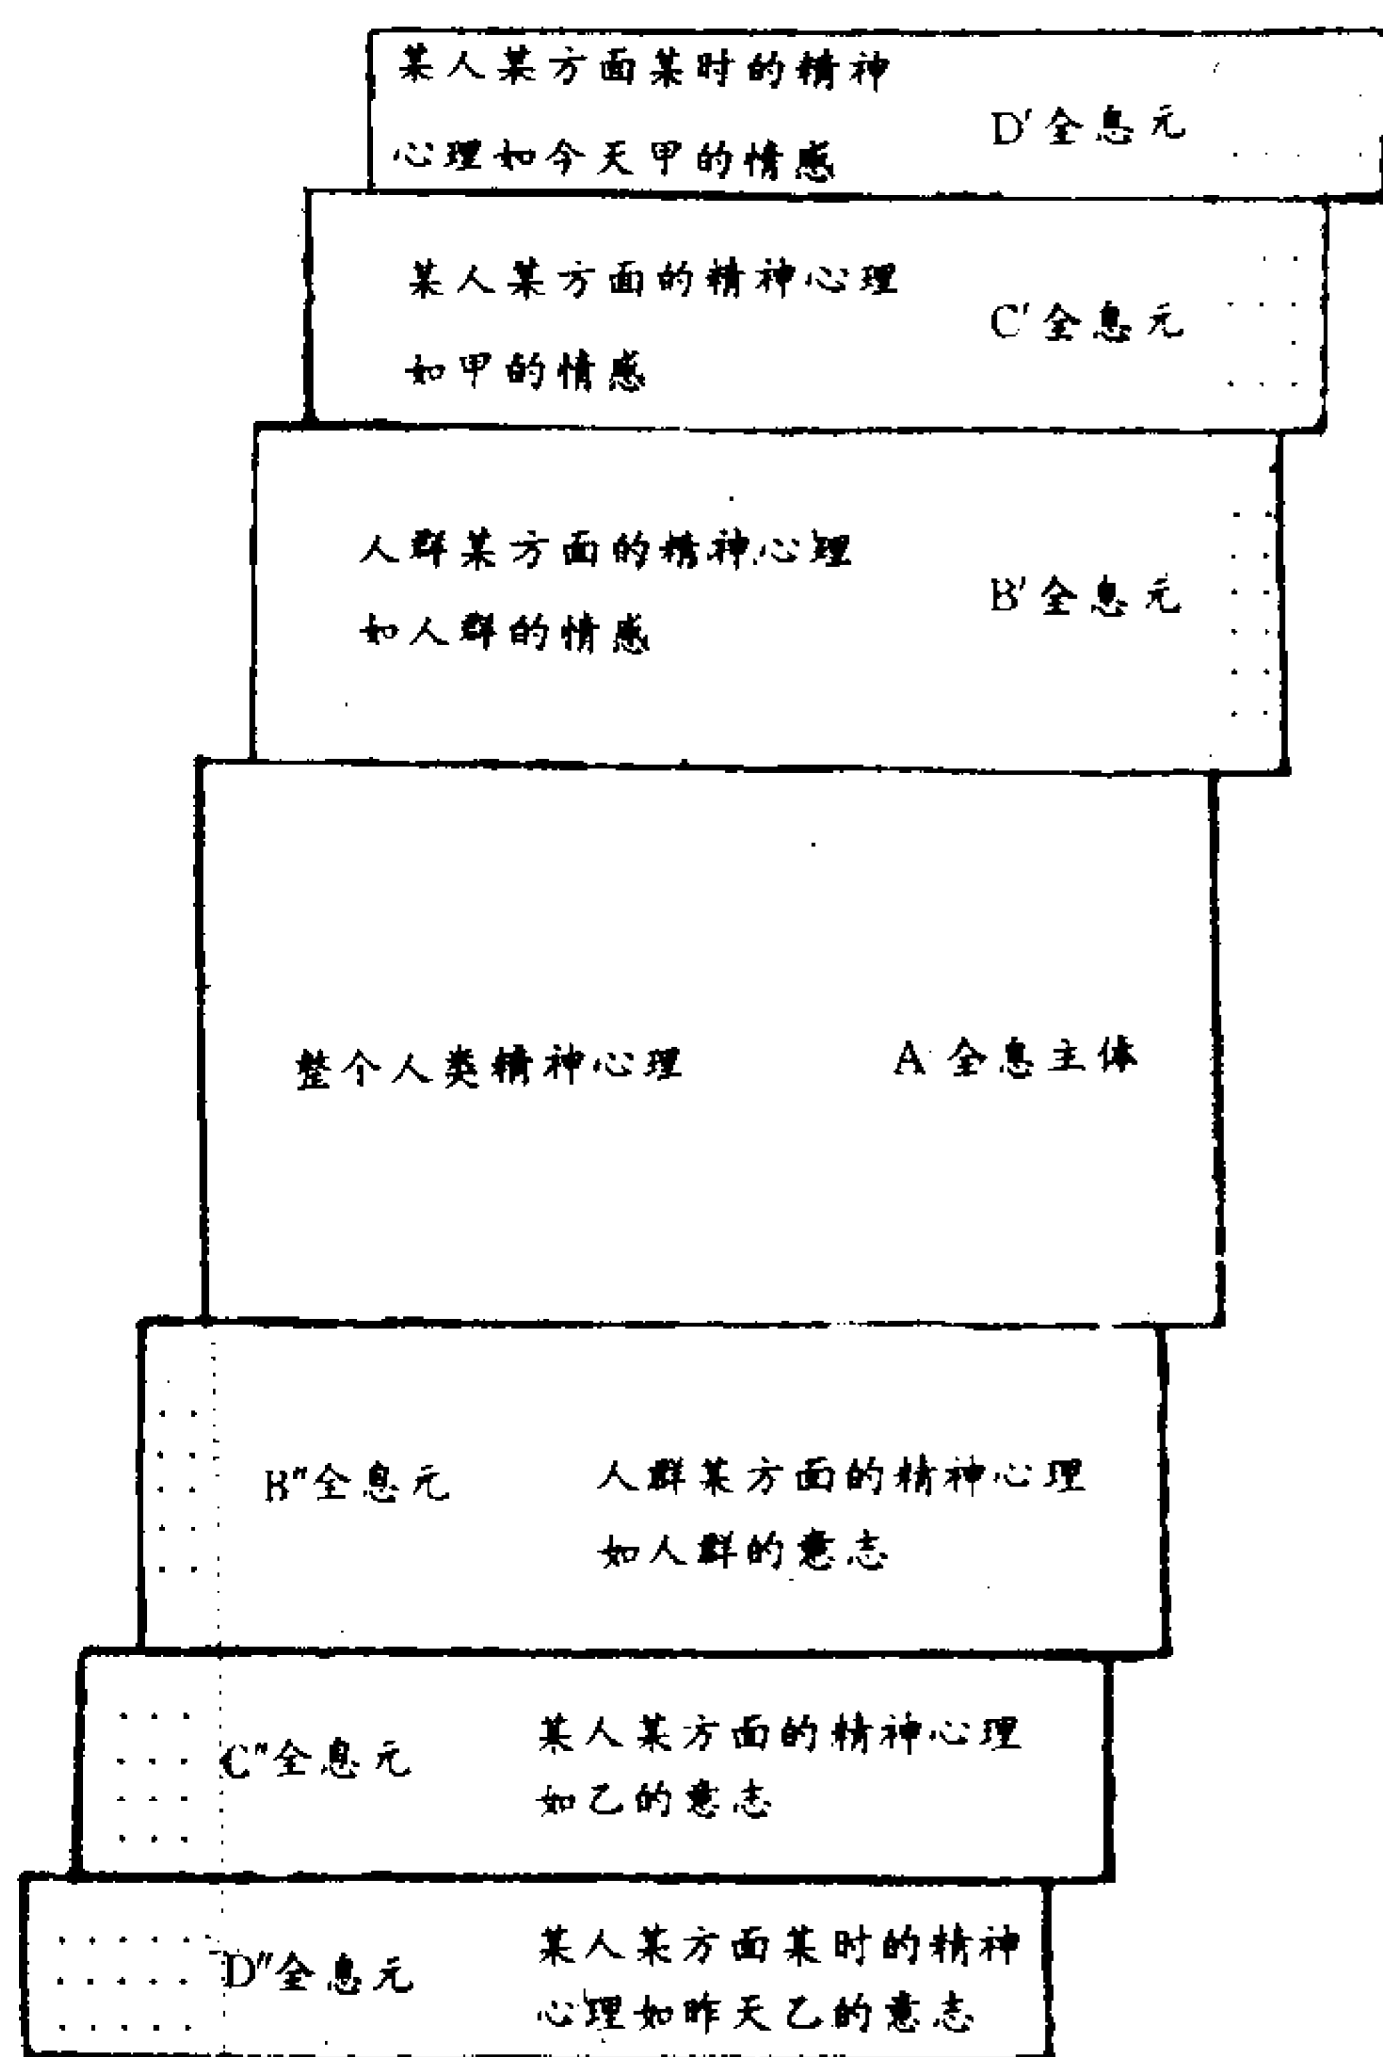 某人某方面某时的精神
心理如今天甲的情感
D′全息元
某人某方面的精神心理
如甲的情感
C′全息元
人群某方面的精神心理
如人群的情感
B′全息元
整个人类精神心理
A 全息主体
B″全息元
人群某方面的精神心理
如人群的意志
C″全息元
某人某方面的精神心理
如乙的意志
D″全息元
某人某方面某时的精神
心理如昨天乙的意志